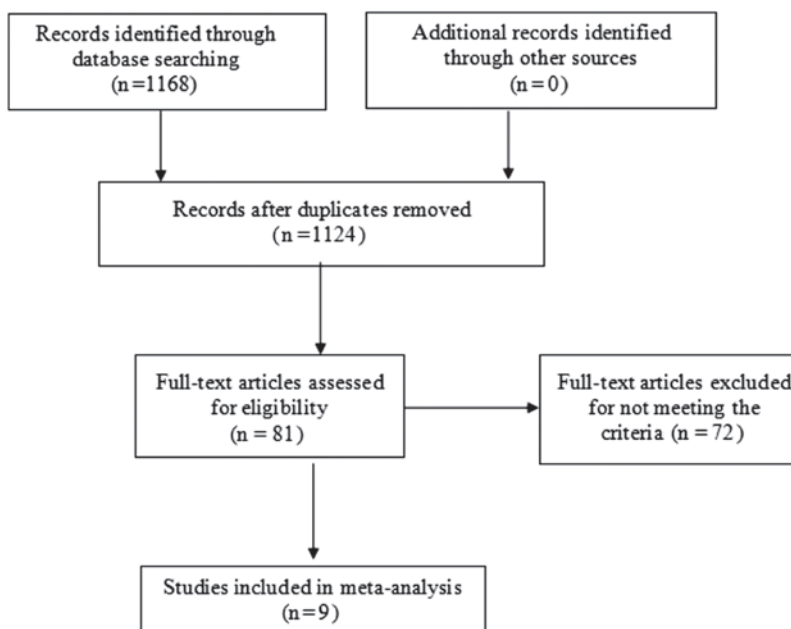 Records identified through
database searching
(n=1168)
Additional records identified
through other sources
(n=0)
Records after duplicates removed
(n=1124)
Full-text articles assessed
for eligibility
(n = 81)
Full-text articles excluded
for not meeting the
criteria (n = 72)
Studies included in meta-analysis
(n=9)